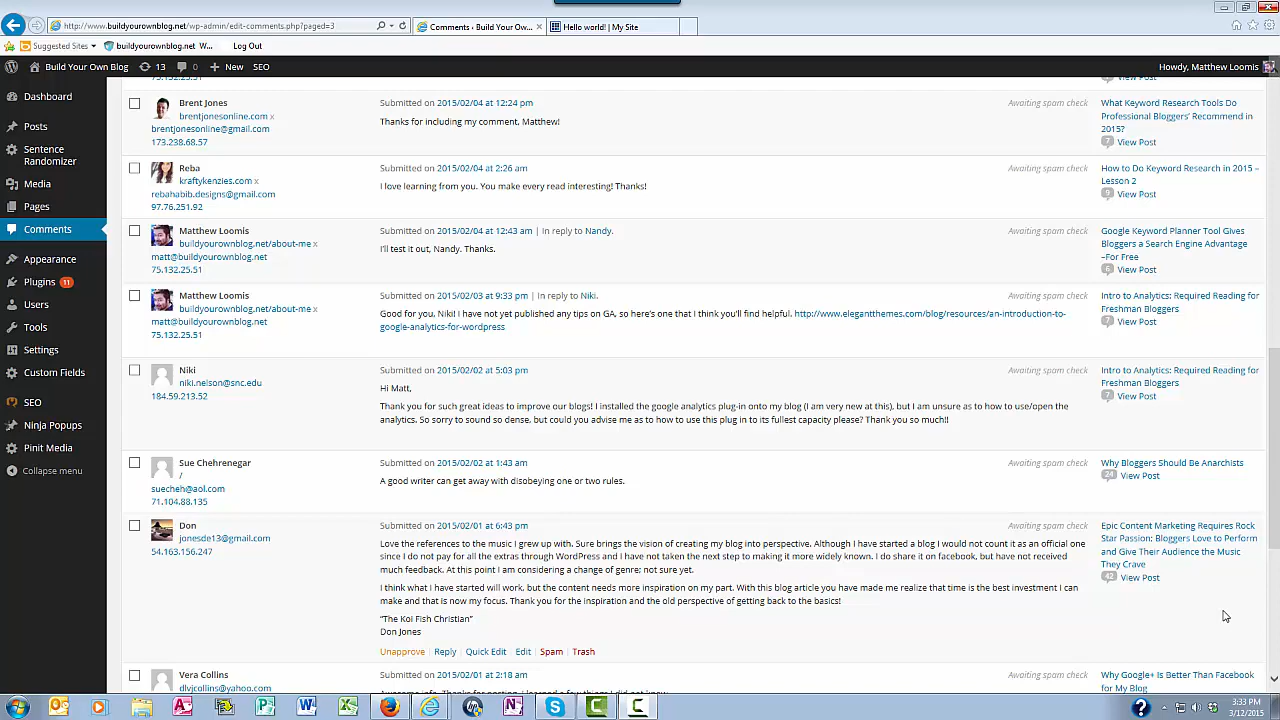 http://www.buildyourownblog.net/wp-admin/edit-comments.php?paged=3
Comments ‹ Build Your Own...
Hello world! | My Site
Suggested Sites
buildyourownblog.net W...
Log Out
Build Your Own Blog
13
0
New
SEO
Howdy, Matthew Loomis
Dashboard
Posts
Sentence
Randomizer
Media
Pages
Comments
Appearance
Plugins 11
Users
Tools
Settings
Custom Fields
SEO
Ninja Popups
Pinit Media
Collapse menu
75.132.25.51
View Post
Brent Jones
brentjonesonline.com x
brentjonesonline@gmail.com
173.238.68.57
Submitted on 2015/02/04 at 12:24 pm
Thanks for including my comment, Matthew!
Awaiting spam check
What Keyword Research Tools Do
Professional Bloggers' Recommend in
2015?
7 View Post
Reba
kraftykenzies.com x
rebahabib.designs@gmail.com
97.76.251.92
Submitted on 2015/02/04 at 2:26 am
I love learning from you. You make every read interesting! Thanks!
Awaiting spam check
How to Do Keyword Research in 2015 –
Lesson 2
9 View Post
Matthew Loomis
buildyourownblog.net/about-me x
matt@buildyourownblog.net
75.132.25.51
Submitted on 2015/02/04 at 12:43 am | In reply to Nandy.
I'll test it out, Nandy. Thanks.
Awaiting spam check
Google Keyword Planner Tool Gives
Bloggers a Search Engine Advantage
–For Free
6 View Post
Matthew Loomis
buildyourownblog.net/about-me x
matt@buildyourownblog.net
75.132.25.51
Submitted on 2015/02/03 at 9:33 pm | In reply to Niki.
Good for you, Niki! I have not yet published any tips on GA, so here's one that I think you'll find helpful. http://www.elegantthemes.com/blog/resources/an-introduction-to-
google-analytics-for-wordpress
Awaiting spam check
Intro to Analytics: Required Reading for
Freshman Bloggers
7 View Post
Niki
niki.nelson@snc.edu
184.59.213.52
Submitted on 2015/02/02 at 5:03 pm
Hi Matt,
Thank you for such great ideas to improve our blogs! I installed the google analytics plug-in onto my blog (I am very new at this), but I am unsure as to how to use/open the
analytics. So sorry to sound so dense, but could you advise me as to how to use this plug in to its fullest capacity please? Thank you so much!!
Awaiting spam check
Intro to Analytics: Required Reading for
Freshman Bloggers
7 View Post
Sue Chehrenegar
/
suecheh@aol.com
71.104.88.135
Submitted on 2015/02/02 at 1:43 am
A good writer can get away with disobeying one or two rules.
Awaiting spam check
Why Bloggers Should Be Anarchists
24 View Post
Don
jonesde13@gmail.com
54.163.156.247
Submitted on 2015/02/01 at 6:43 pm
Love the references to the music I grew up with. Sure brings the vision of creating my blog into perspective. Although I have started a blog I would not count it as an official one
since I do not pay for all the extras through WordPress and I have not taken the next step to making it more widely known. I do share it on facebook, but have not received
much feedback. At this point I am considering a change of genre; not sure yet.
I think what I have started will work, but the content needs more inspiration on my part. With this blog article you have made me realize that time is the best investment I can
make and that is now my focus. Thank you for the inspiration and the old perspective of getting back to the basics!
"The Koi Fish Christian"
Don Jones
Unapprove | Reply | Quick Edit | Edit | Spam | Trash
Awaiting spam check
Epic Content Marketing Requires Rock
Star Passion; Bloggers Love to Perform
and Give Their Audience the Music
They Crave
42 View Post
Vera Collins
dlvjcollins@yahoo.com
Submitted on 2015/02/01 at 2:18 am
Awaiting spam check
Why Google+ Is Better Than Facebook
for My Blog
3:33 PM
3/12/2015